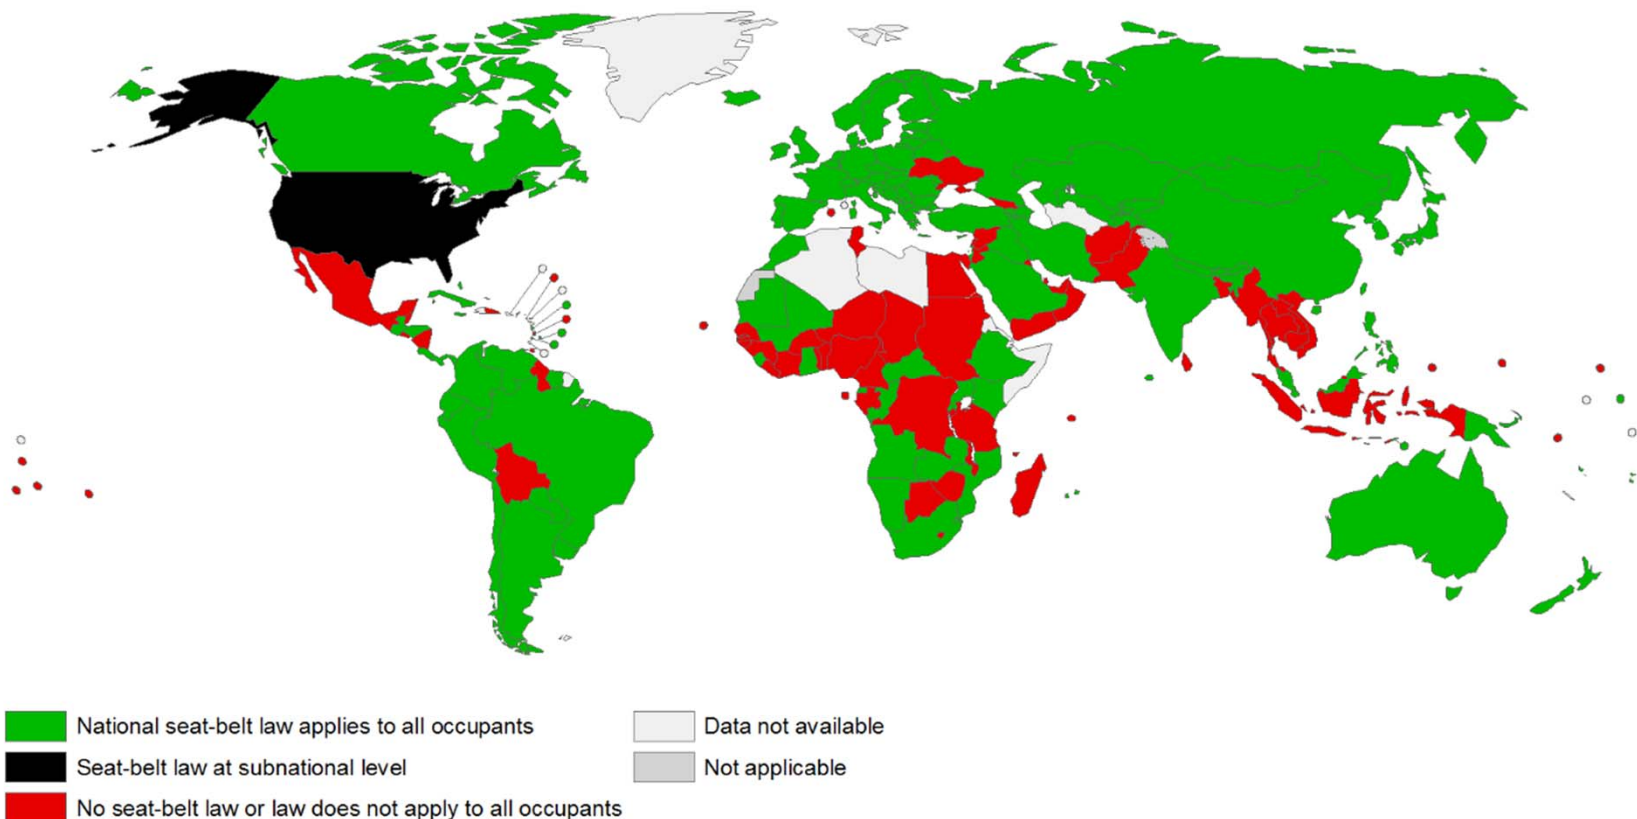 National seat-belt law applies to all occupants
Seat-belt law at subnational level
No seat-belt law or law does not apply to all occupants
Data not available
Not applicable